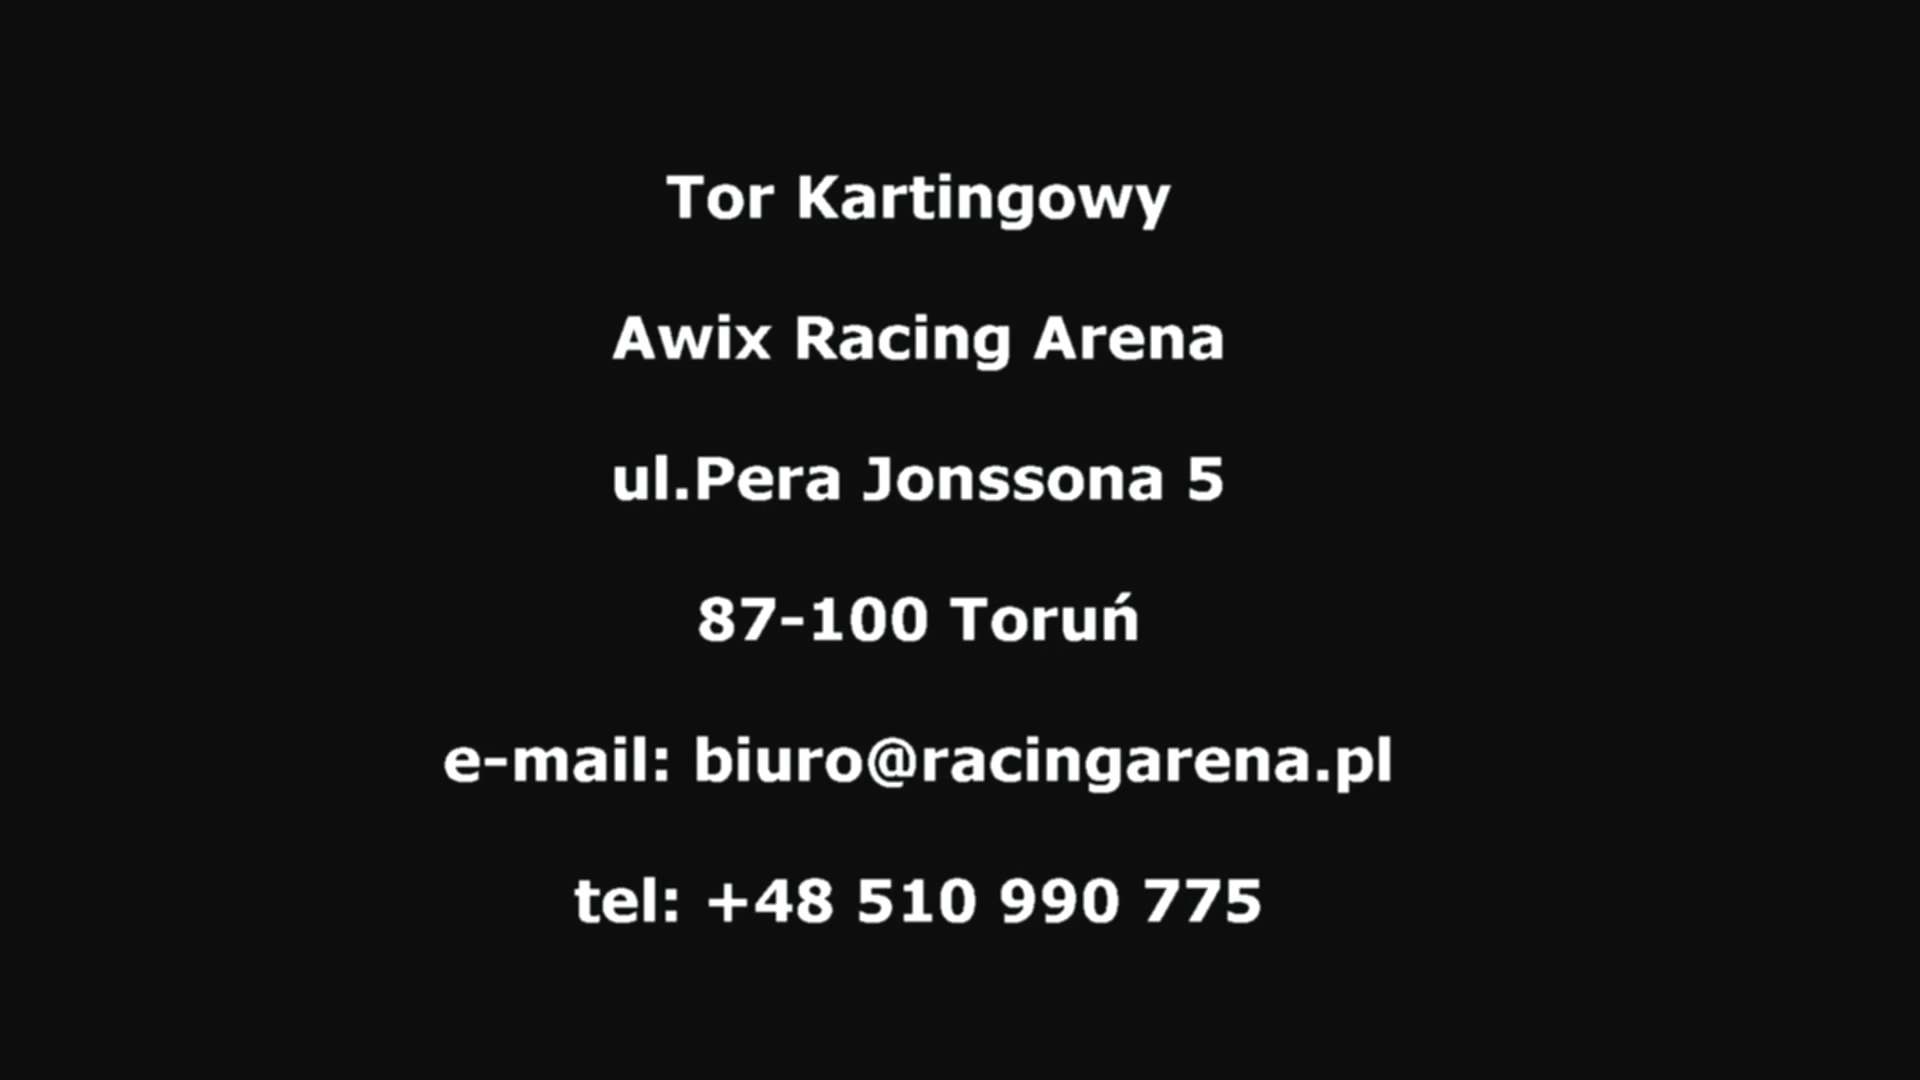 Tor Kartingowy
Awix Racing Arena
ul.Pera Jonssona 5
87-100 Toruń
e-mail: biuro@racingarena.pl
tel: +48 510 990 775